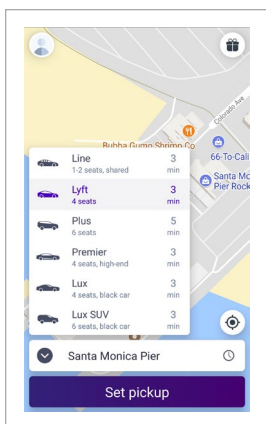 Colorado Ave
Bubba Gump Shrimp Co
66-To-Cali
Santa Mo
Pier Rock
Line 3
1-2 seats, shared min
Lyft 3
4 seats min
Plus 5
6 seats min
Premier 3
4 seats, high-end min
Lux 3
4 seats, black car min
Lux SUV 3
6 seats, black car min
Santa Monica Pier
Set pickup